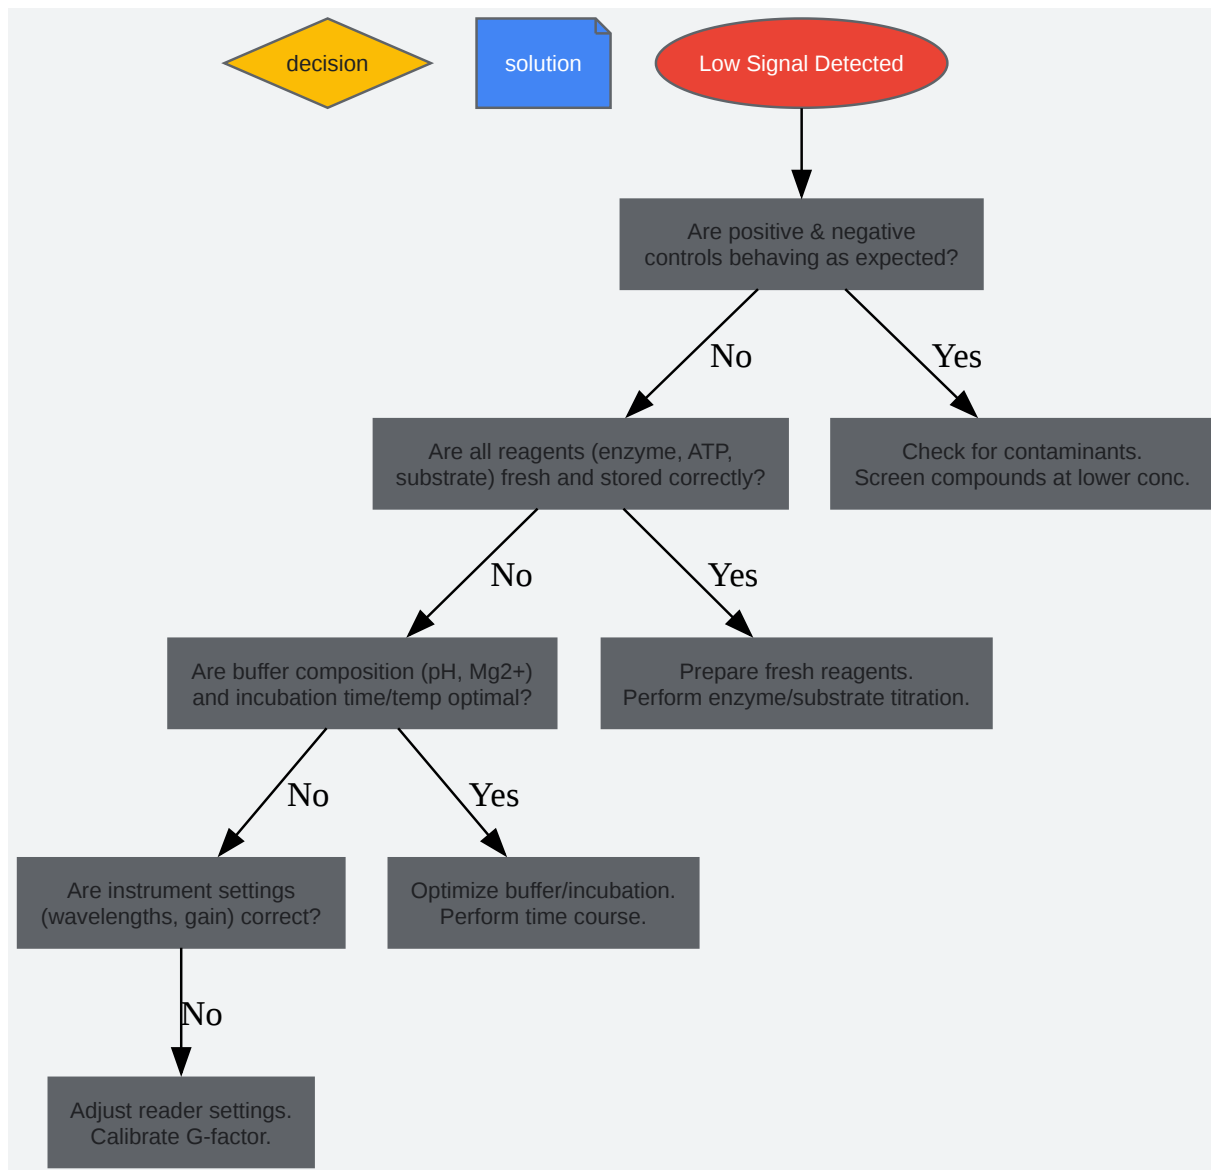 decision
solution
Low Signal Detected
Are positive & negative
controls behaving as expected?
No
Yes
Are all reagents (enzyme, ATP,
substrate) fresh and stored correctly?
Check for contaminants.
Screen compounds at lower conc.
No
Yes
Are buffer composition (pH, Mg2+)
and incubation time/temp optimal?
Prepare fresh reagents.
Perform enzyme/substrate titration.
No
Yes
Are instrument settings
(wavelengths, gain) correct?
Optimize buffer/incubation.
Perform time course.
No
Adjust reader settings.
Calibrate G-factor.